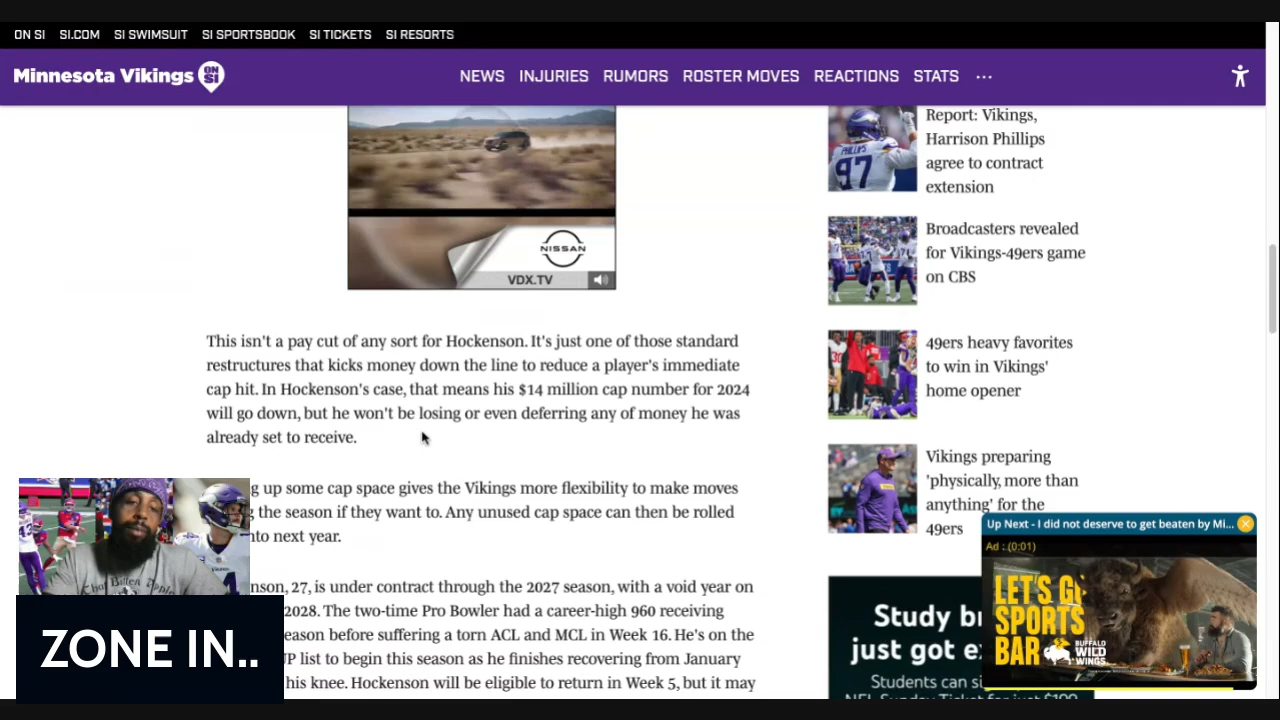 ON SI SI.COM SI SWIMSUIT SI SPORTSBOOK SI TICKETS SI RESORTS
Minnesota Vikings ON SI NEWS INJURIES RUMORS ROSTER MOVES REACTIONS STATS ...
PHILLIPS
97
Report: Vikings,
Harrison Phillips
agree to contract
extension
NISSAN
VDX.TV
Broadcasters revealed
for Vikings-49ers game
on CBS
49ers heavy favorites
to win in Vikings'
home opener
Vikings preparing
'physically, more than
anything' for the
49ers
This isn't a pay cut of any sort for Hockenson. It's just one of those standard
restructures that kicks money down the line to reduce a player's immediate
cap hit. In Hockenson's case, that means his $14 million cap number for 2024
will go down, but he won't be losing or even deferring any of money he was
already set to receive.
g up some cap space gives the Vikings more flexibility to make moves
g the season if they want to. Any unused cap space can then be rolled
nto next year.
nson, 27, is under contract through the 2027 season, with a void year on
2028. The two-time Pro Bowler had a career-high 960 receiving
eason before suffering a torn ACL and MCL in Week 16. He's on the
UP list to begin this season as he finishes recovering from January
his knee. Hockenson will be eligible to return in Week 5, but it may
ZONE IN..
Up Next - I did not deserve to get beaten by Mi...
Ad : (0:01)
LET'S G
SPORTS
BAR
BUFFALO
WILD
WINGS
Study b
just got e
Students can si
NFL Sunday Ticket for just $199